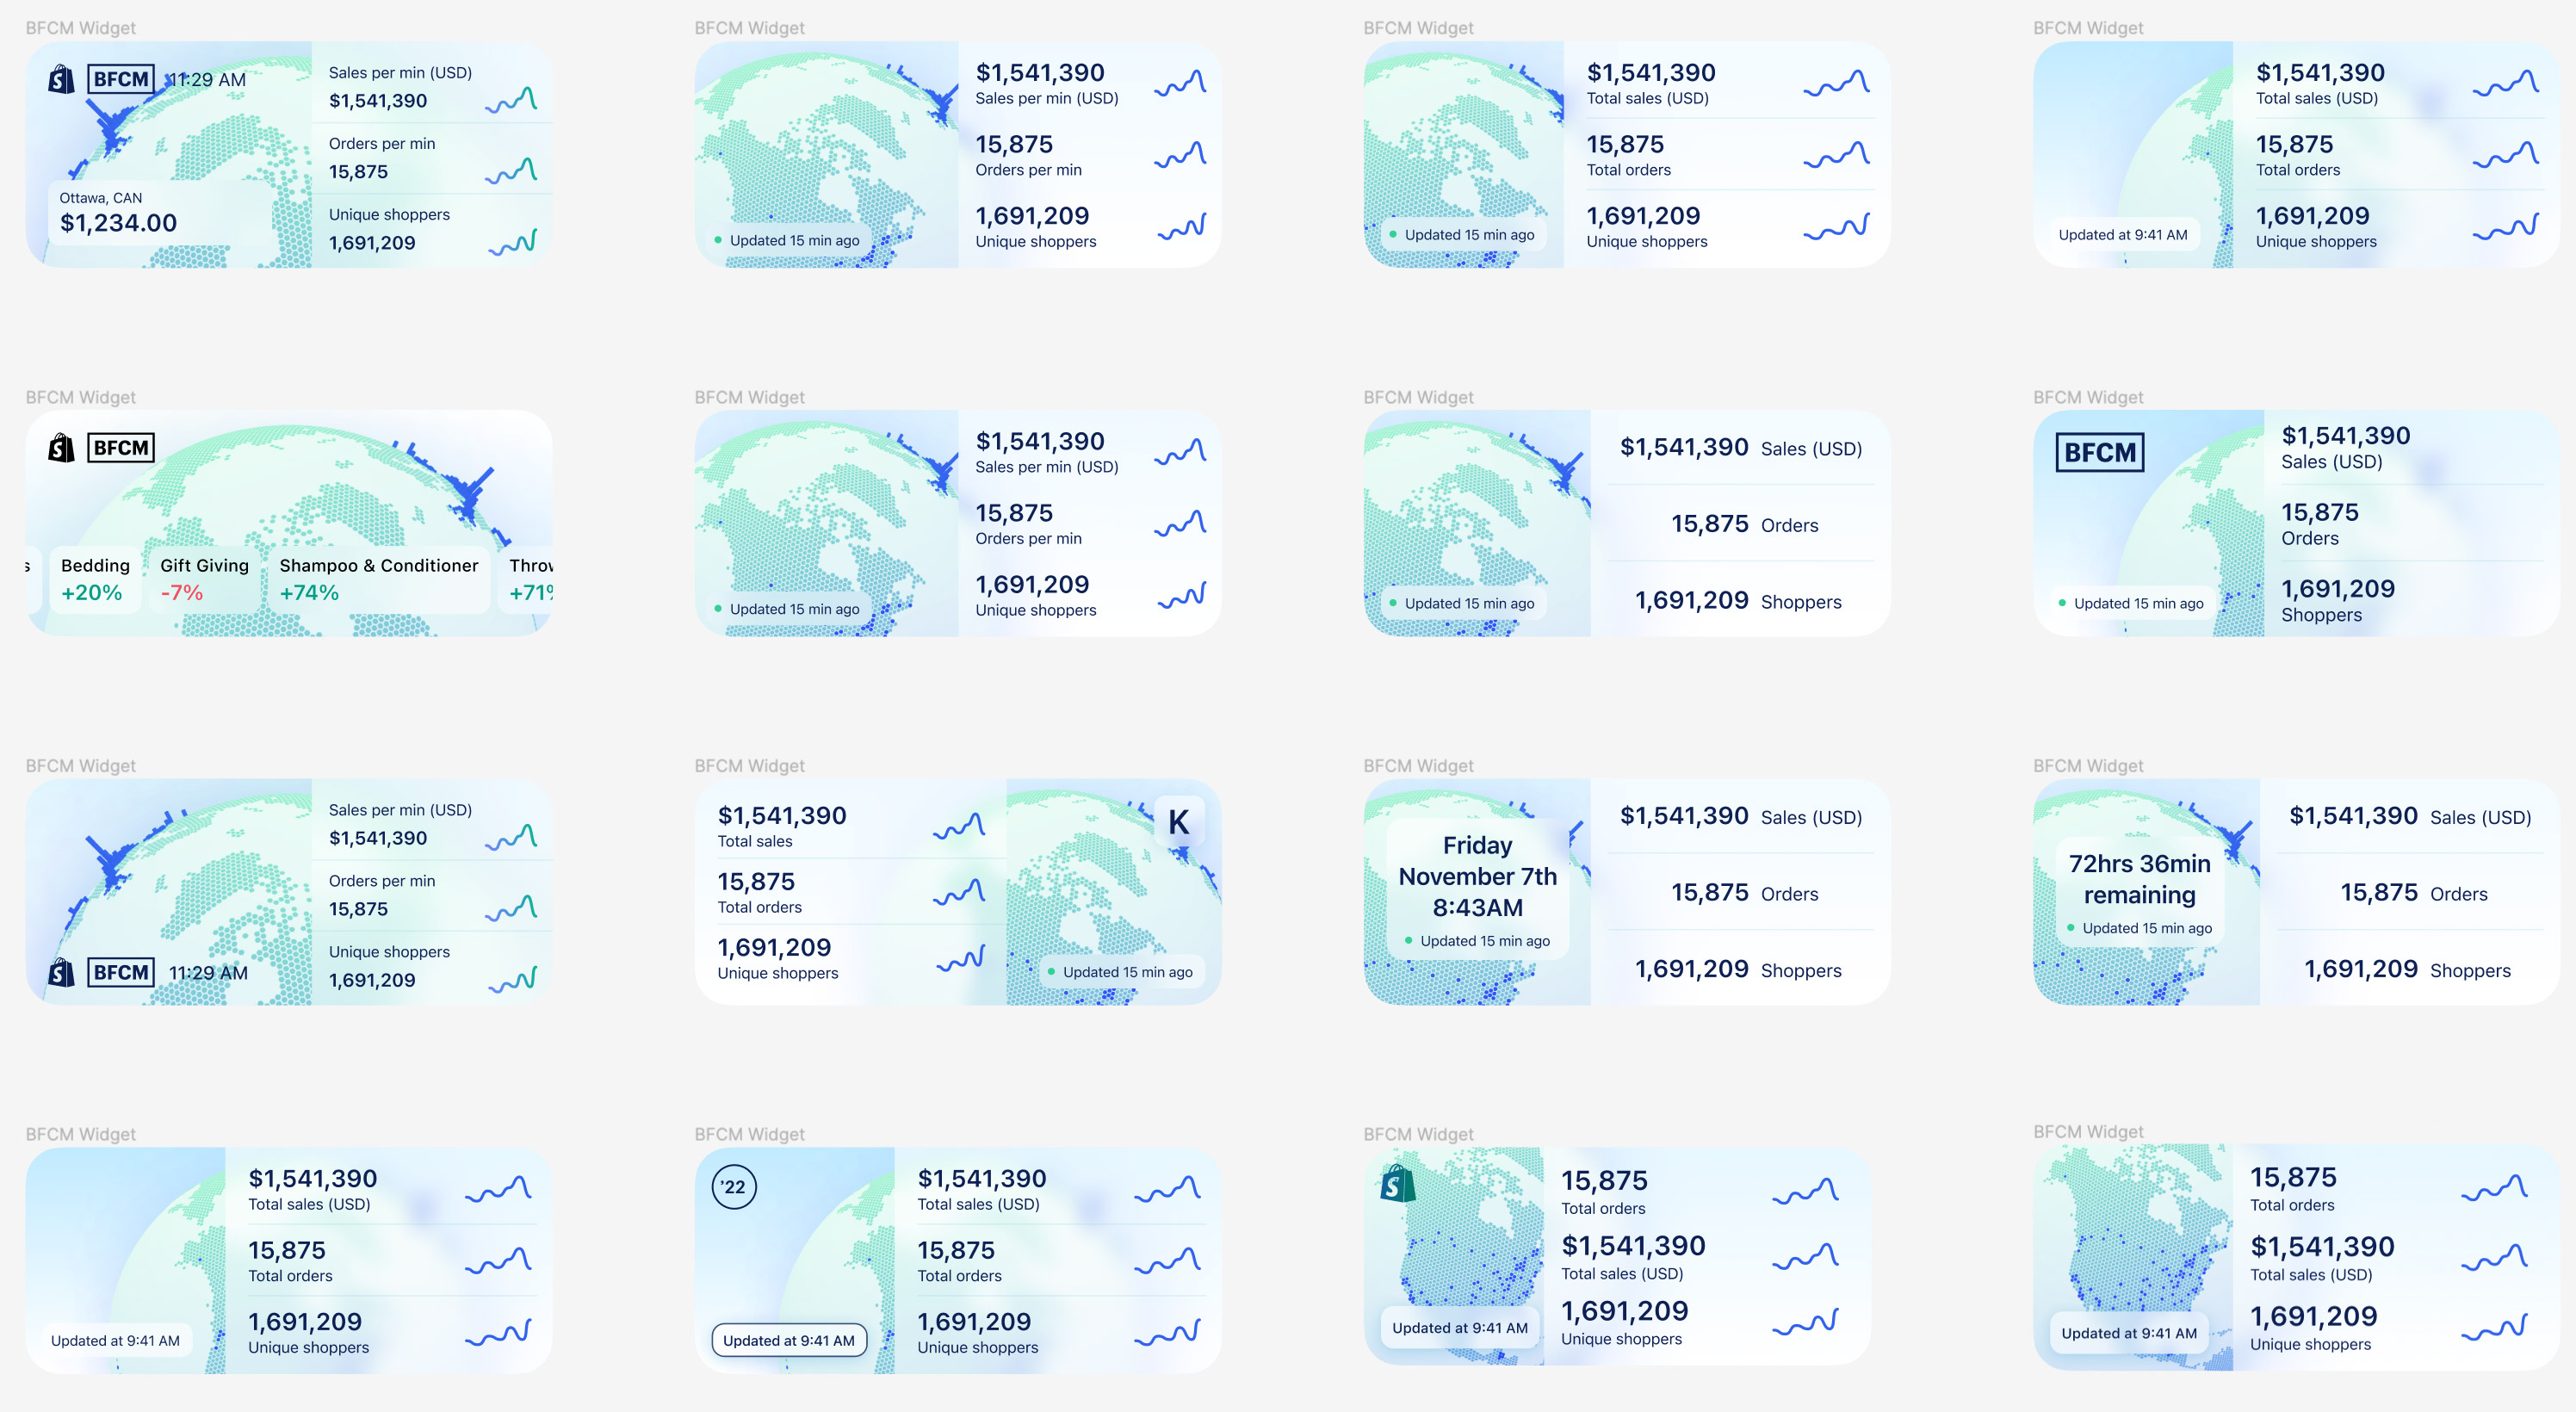 BFCM Widget
BFCM 11:29 AM
Ottawa, CAN
$1,234.00
Sales per min (USD)
$1,541,390
Orders per min
15,875
Unique shoppers
1,691,209
BFCM Widget
Updated 15 min ago
$1,541,390
Sales per min (USD)
15,875
Orders per min
1,691,209
Unique shoppers
BFCM Widget
Updated 15 min ago
$1,541,390
Total sales (USD)
15,875
Total orders
1,691,209
Unique shoppers
BFCM Widget
Updated at 9:41 AM
$1,541,390
Total sales (USD)
15,875
Total orders
1,691,209
Unique shoppers
BFCM Widget
BFCM
s
Bedding
+20%
Gift Giving
-7%
Shampoo & Conditioner
+74%
Throw
+71%
BFCM Widget
Updated 15 min ago
$1,541,390
Sales per min (USD)
15,875
Orders per min
1,691,209
Unique shoppers
BFCM Widget
Updated 15 min ago
$1,541,390 Sales (USD)
15,875 Orders
1,691,209 Shoppers
BFCM Widget
BFCM
Updated 15 min ago
$1,541,390
Sales (USD)
15,875
Orders
1,691,209
Shoppers
BFCM Widget
BFCM 11:29 AM
Sales per min (USD)
$1,541,390
Orders per min
15,875
Unique shoppers
1,691,209
BFCM Widget
$1,541,390
Total sales
15,875
Total orders
1,691,209
Unique shoppers
K
Updated 15 min ago
BFCM Widget
Friday
November 7th
8:43AM
Updated 15 min ago
$1,541,390 Sales (USD)
15,875 Orders
1,691,209 Shoppers
BFCM Widget
72hrs 36min
remaining
Updated 15 min ago
$1,541,390 Sales (USD)
15,875 Orders
1,691,209 Shoppers
BFCM Widget
Updated at 9:41 AM
$1,541,390
Total sales (USD)
15,875
Total orders
1,691,209
Unique shoppers
BFCM Widget
’22
Updated at 9:41 AM
$1,541,390
Total sales (USD)
15,875
Total orders
1,691,209
Unique shoppers
BFCM Widget
Updated at 9:41 AM
15,875
Total orders
$1,541,390
Total sales (USD)
1,691,209
Unique shoppers
BFCM Widget
Updated at 9:41 AM
15,875
Total orders
$1,541,390
Total sales (USD)
1,691,209
Unique shoppers